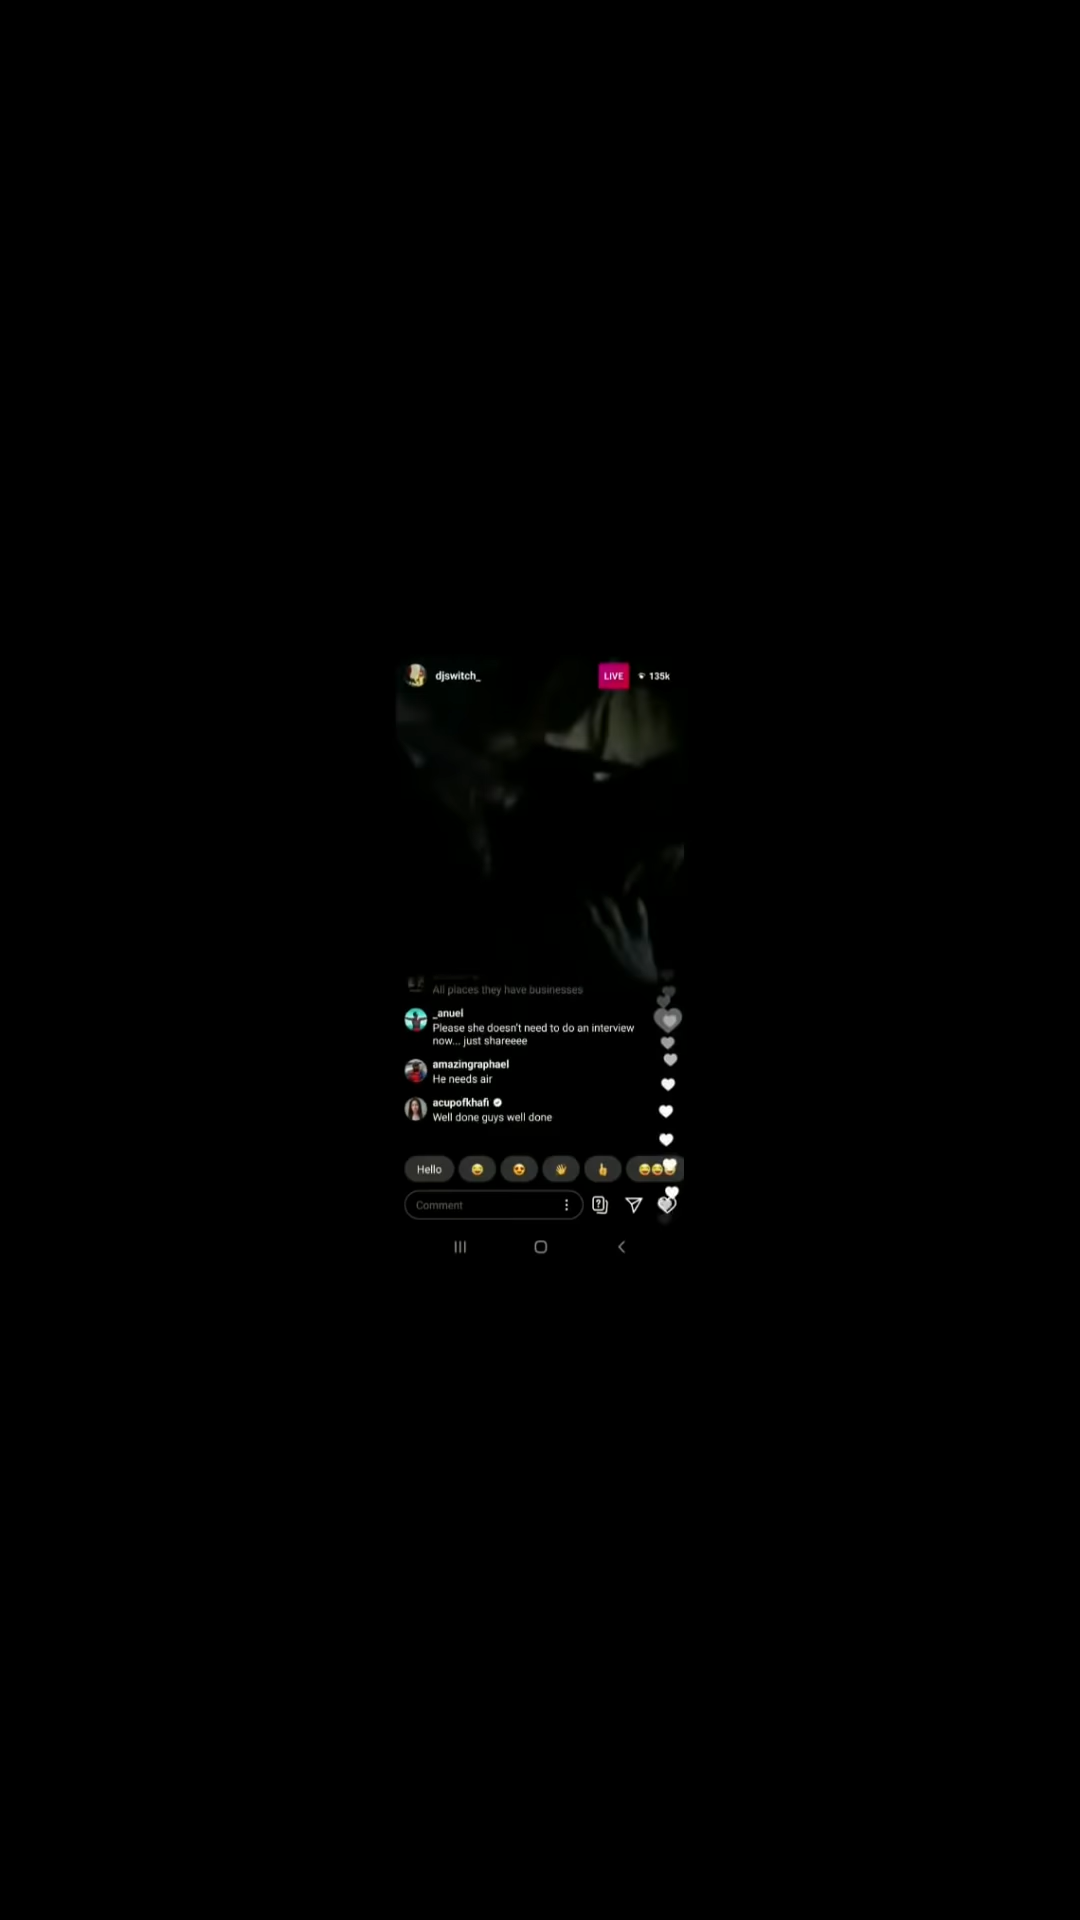 djswitch_
LIVE 135k
All places they have businesses
_anuel
Please she doesn't need to do an interview
now... just shareeee
amazingraphael
He needs air
acupofkhafi
Well done guys well done
Hello
Comment